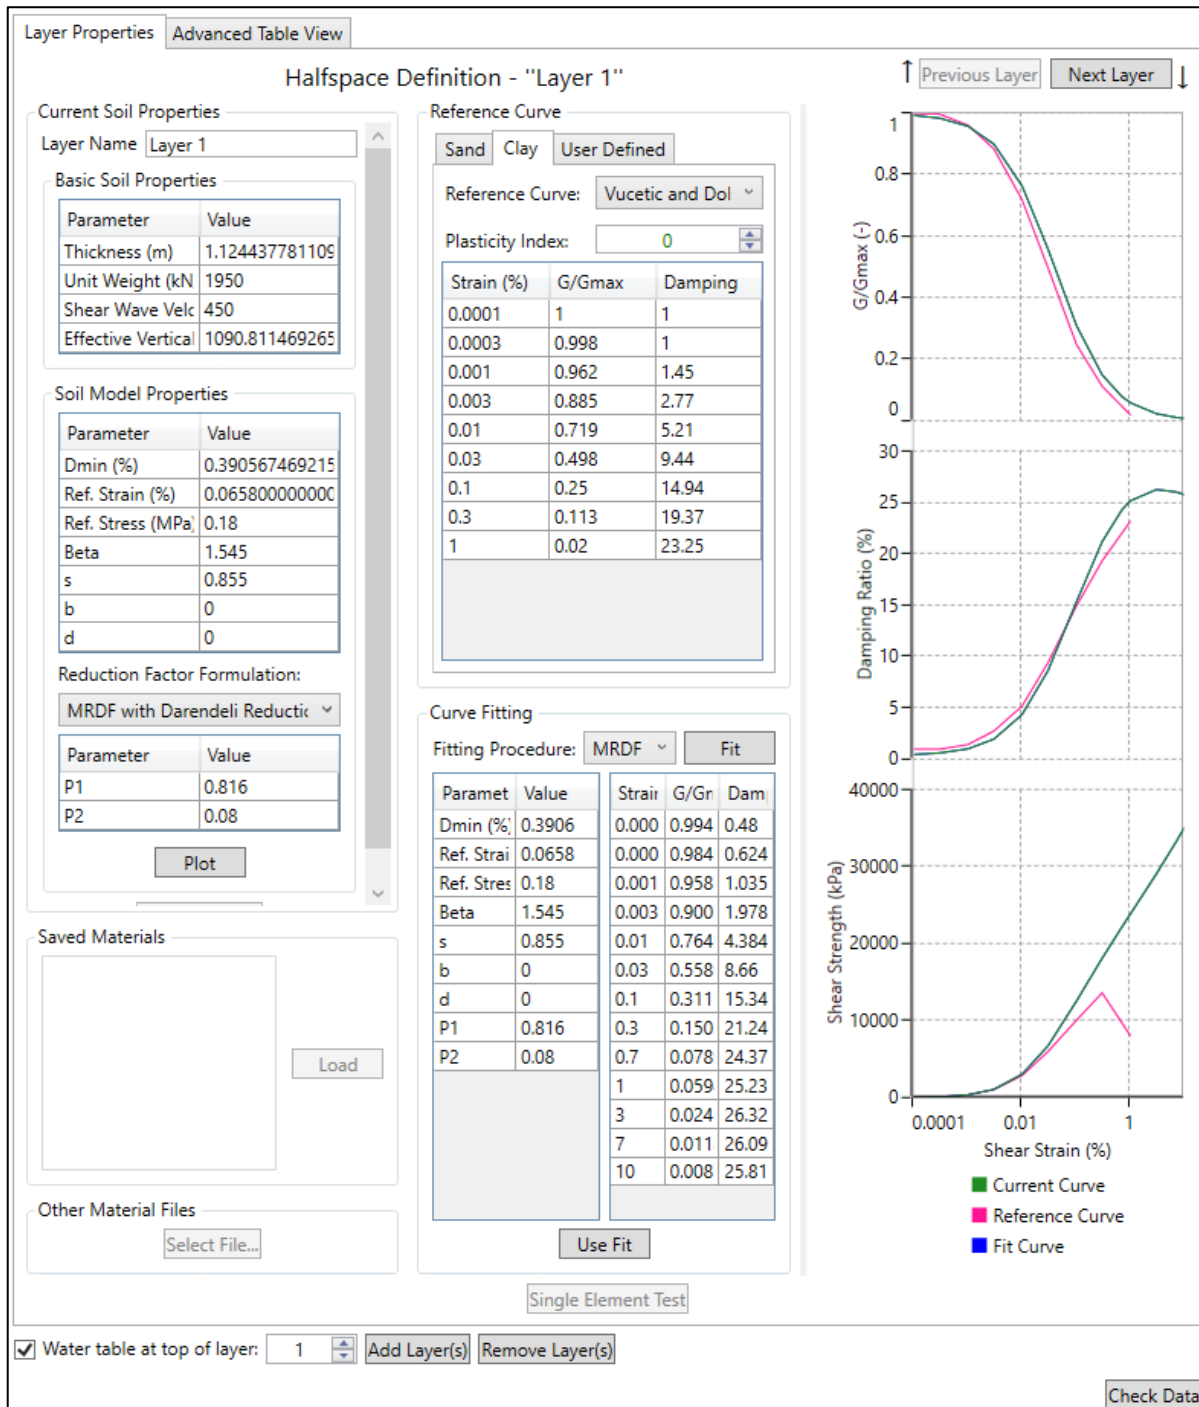 Layer Properties Advanced Table View
Halfspace Definition - "Layer 1"
↑ Previous Layer Next Layer ↓
Current Soil Properties
Layer Name Layer 1
Basic Soil Properties
Parameter Value
Thickness (m) 1.124437781109
Unit Weight (kN 1950
Shear Wave Velc 450
Effective Vertical 1090.811469265
Soil Model Properties
Parameter Value
Dmin (%) 0.390567469215
Ref. Strain (%) 0.065800000000
Ref. Stress (MPa) 0.18
Beta 1.545
s 0.855
b 0
d 0
Reduction Factor Formulation:
MRDF with Darendeli Reductic
Parameter Value
P1 0.816
P2 0.08
Plot
Saved Materials
Load
Other Material Files
Select File...
Reference Curve
Sand Clay User Defined
Reference Curve: Vucetic and Dol
Plasticity Index: 0
Strain (%) G/Gmax Damping
0.0001 1 1
0.0003 0.998 1
0.001 0.962 1.45
0.003 0.885 2.77
0.01 0.719 5.21
0.03 0.498 9.44
0.1 0.25 14.94
0.3 0.113 19.37
1 0.02 23.25
Curve Fitting
Fitting Procedure: MRDF Fit
Paramet Value
Dmin (%) 0.3906
Ref. Strai 0.0658
Ref. Stres 0.18
Beta 1.545
s 0.855
b 0
d 0
P1 0.816
P2 0.08
Strair G/Gr Dam
0.000 0.994 0.48
0.000 0.984 0.624
0.001 0.958 1.035
0.003 0.900 1.978
0.01 0.764 4.384
0.03 0.558 8.66
0.1 0.311 15.34
0.3 0.150 21.24
0.7 0.078 24.37
1 0.059 25.23
3 0.024 26.32
7 0.011 26.09
10 0.008 25.81
Use Fit
Single Element Test
G/Gmax (-)
1
0.8
0.6
0.4
0.2
0
Damping Ratio (%)
30
25
20
15
10
5
0
Shear Strength (kPa)
40000
30000
20000
10000
0
0.0001 0.01 1
Shear Strain (%)
Current Curve
Reference Curve
Fit Curve
Water table at top of layer: 1 Add Layer(s) Remove Layer(s)
Check Data